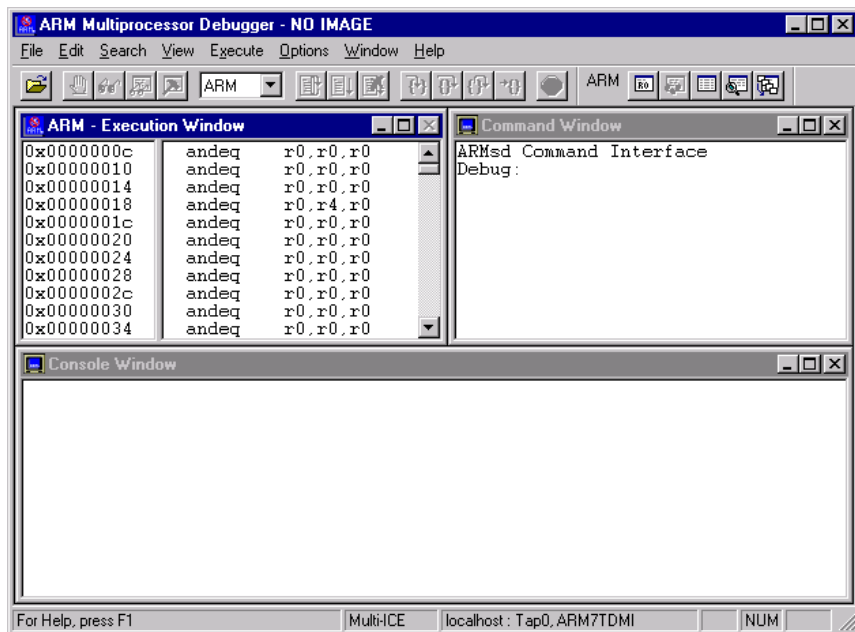 ARM Multiprocessor Debugger - NO IMAGE
File Edit Search View Execute Options Window Help
ARM
ARM
ARM - Execution Window
0x0000000c andeq r0,r0,r0
0x00000010 andeq r0,r0,r0
0x00000014 andeq r0,r0,r0
0x00000018 andeq r0,r4,r0
0x0000001c andeq r0,r0,r0
0x00000020 andeq r0,r0,r0
0x00000024 andeq r0,r0,r0
0x00000028 andeq r0,r0,r0
0x0000002c andeq r0,r0,r0
0x00000030 andeq r0,r0,r0
0x00000034 andeq r0,r0,r0
Command Window
ARMsd Command Interface
Debug:
Console Window
For Help, press F1 Multi-ICE localhost : Tap0, ARM7TDMI NUM